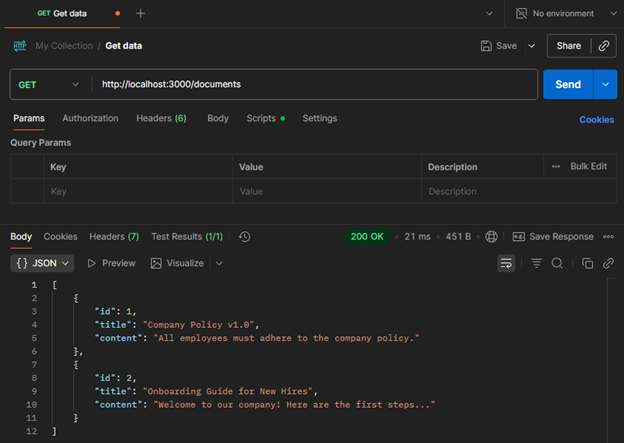 GET Get data
No environment
HTTP My Collection / Get data
Save
Share
GET http://localhost:3000/documents
Send
Params Authorization Headers (6) Body Scripts Settings
Cookies
Query Params
Key Value Description Bulk Edit
Key Value Description
Body Cookies Headers (7) Test Results (1/1)
200 OK • 21 ms • 451 B •
Save Response
{ } JSON
Preview
Visualize
1 [
2 {
3 "id": 1,
4 "title": "Company Policy v1.0",
5 "content": "All employees must adhere to the company policy."
6 },
7 {
8 "id": 2,
9 "title": "Onboarding Guide for New Hires",
10 "content": "Welcome to our company! Here are the first steps..."
11 }
12 ]